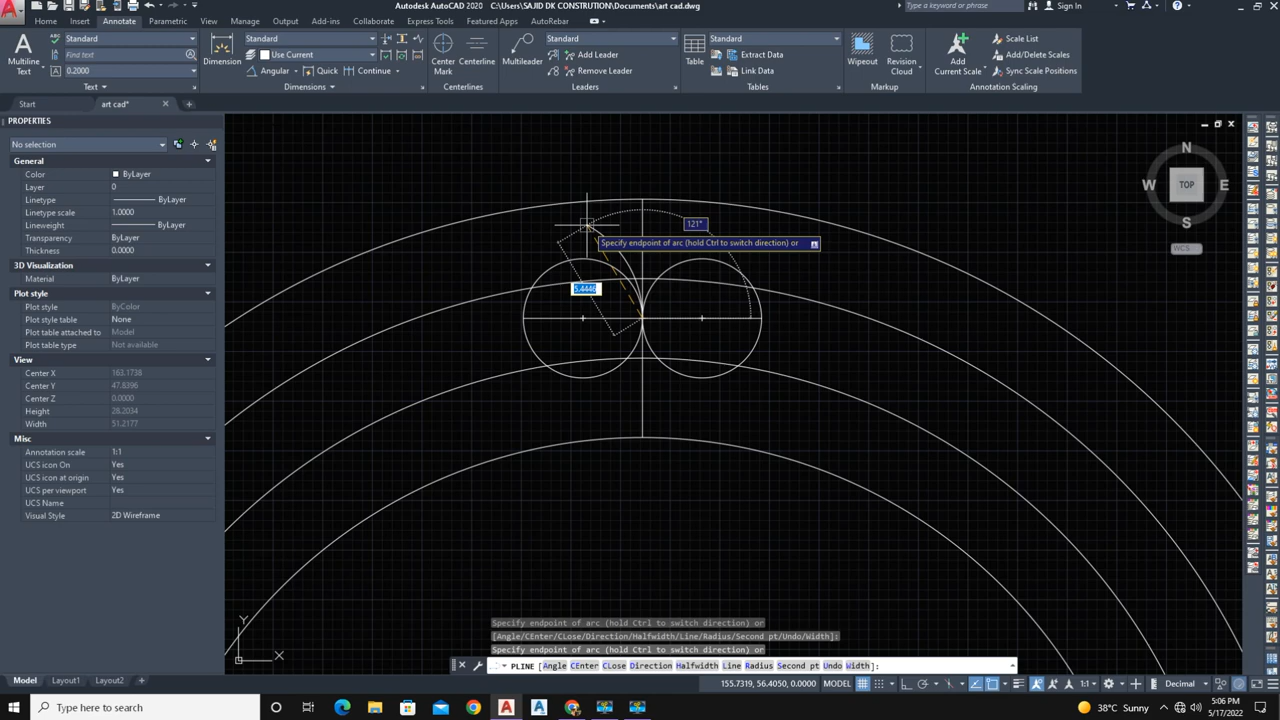 Autodesk AutoCAD 2020   C:\Users\SAJID DK CONSTRUTION\Documents\art cad.dwg
Type a keyword or phrase
Sign In
Home Insert Annotate Parametric View Manage Output Add-ins Collaborate Express Tools Featured Apps AutoRebar
Standard
Find text
0.2000
Multiline
Text
Text
Dimension
Standard
Use Current
Angular
Quick
Continue
Dimensions
Center
Mark
Centerline
Centerlines
Multileader
Standard
Add Leader
Remove Leader
Leaders
Table
Standard
Extract Data
Link Data
Tables
Wipeout
Revision
Cloud
Markup
Add
Current Scale
Scale List
Add/Delete Scales
Sync Scale Positions
Annotation Scaling
Start
art cad*
PROPERTIES
No selection
General
Color ByLayer
Layer 0
Linetype ByLayer
Linetype scale 1.0000
Lineweight ByLayer
Transparency ByLayer
Thickness 0.0000
3D Visualization
Material ByLayer
Plot style
Plot style ByColor
Plot style table None
Plot table attached to Model
Plot table type Not available
View
Center X 163.1738
Center Y 47.8396
Center Z 0.0000
Height 28.2034
Width 51.2177
Misc
Annotation scale 1:1
UCS icon On Yes
UCS icon at origin Yes
UCS per viewport Yes
UCS Name
Visual Style 2D Wireframe
N
W TOP E
S
WCS
121°
Specify endpoint of arc (hold Ctrl to switch direction) or
5.4446
Y
X
Specify endpoint of arc (hold Ctrl to switch direction) or
[Angle/CEnter/CLose/Direction/Halfwidth/Line/Radius/Second pt/Undo/Width]:
Specify endpoint of arc (hold Ctrl to switch direction) or
PLINE [Angle CEnter CLose Direction Halfwidth Line Radius Second pt Undo Width]:
Model Layout1 Layout2 +
155.7319, 56.4050, 0.0000 MODEL
1:1
Decimal
Type here to search
38°C Sunny
5:06 PM
5/17/2022